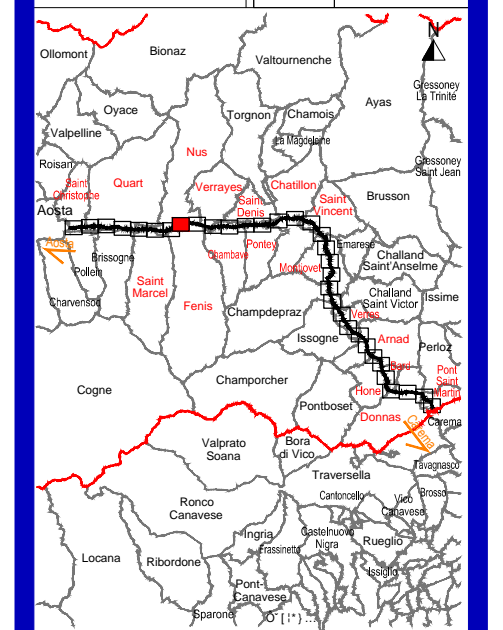 N
Ollomont
Bionaz
Valtournenche
Gressoney
La Trinité
Ayas
Oyace
Torgnon
Chamois
Valpelline
La Magdeleine
Nus
Roisan
Gressoney
Saint Jean
Saint
Christophe
Quart
Verrayes
Chatillon
Brusson
Saint
Denis
Saint
Vincent
Aosta
Aosta
Brissogne
Pollein
Chambave
Pontey
Emarese
Montjovet
Challand
Saint'Anselme
Saint
Marcel
Charvensod
Fenis
Champdepraz
Challand
Saint Victor
Issime
Verres
Issogne
Arnad
Perloz
Bard
Pont
Saint
Martin
Cogne
Champorcher
Hone
Pontboset
Donnas
Carema
Carema
Valprato
Soana
Bora
di Vico
Tavagnasco
Traversella
Cantoncello
Vico
Canavese
Brosso
Ronco
Canavese
Ingria
Castelnuovo
Nigra
Rueglio
Frassinetto
Locana
Ribordone
Issiglio
Pont-
Canavese
Sparone